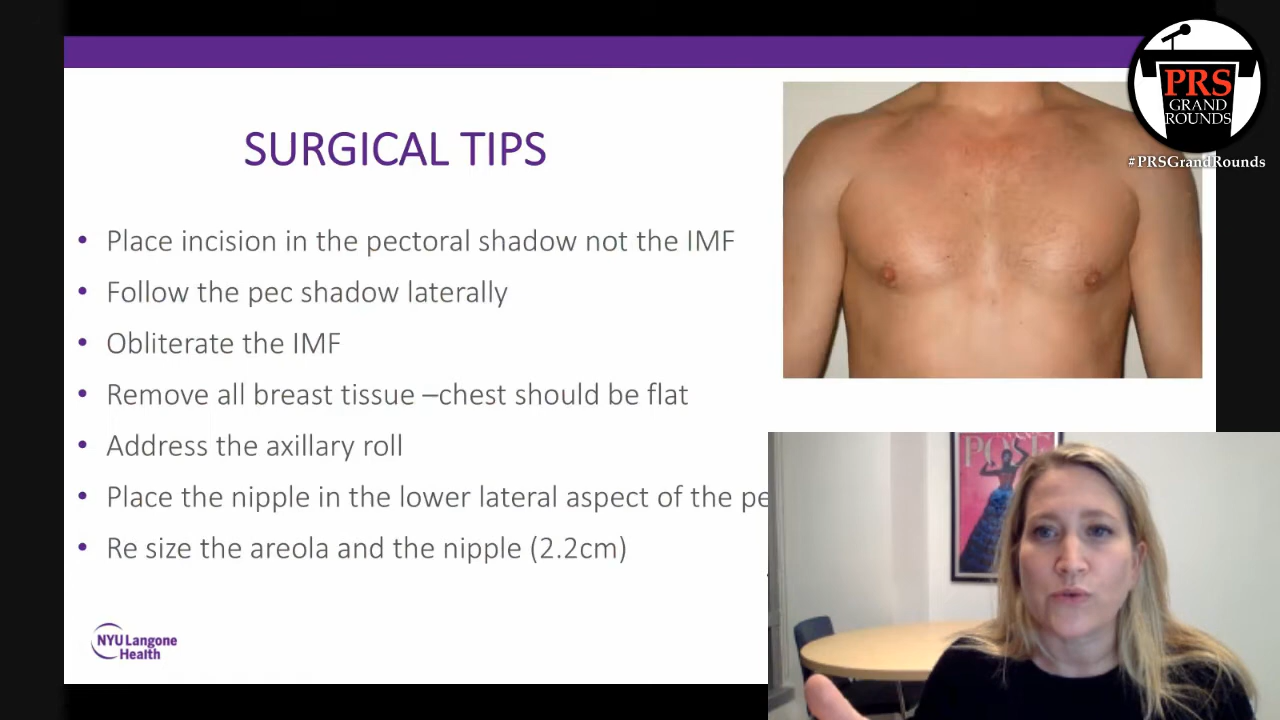 PRS
GRAND
ROUNDS
#PRSGrandRounds
SURGICAL TIPS
• Place incision in the pectoral shadow not the IMF
• Follow the pec shadow laterally
• Obliterate the IMF
• Remove all breast tissue –chest should be flat
• Address the axillary roll
• Place the nipple in the lower lateral aspect of the
• Re size the areola and the nipple (2.2cm)
POSE
NYU Langone
Health